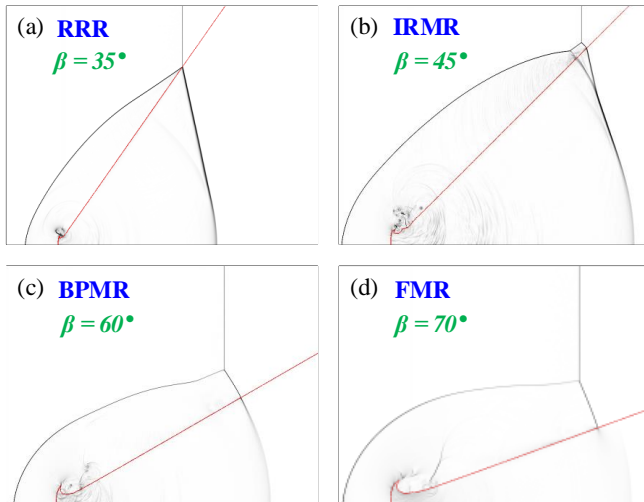 (a) RRR
β = 35°
(b) IRMR
β = 45°
(c) BPMR
β = 60°
(d) FMR
β = 70°